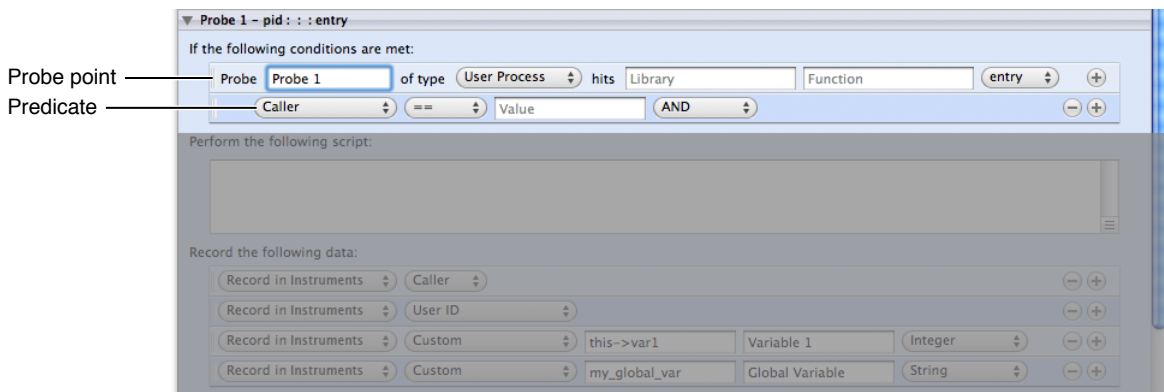 Probe 1 - pid : : : entry
If the following conditions are met:
Probe point
Probe Probe 1 of type User Process hits Library Function entry
Predicate
Caller == Value AND
Perform the following script:
Record the following data:
Record in Instruments Caller
Record in Instruments User ID
Record in Instruments Custom this->var1 Variable 1 Integer
Record in Instruments Custom my_global_var Global Variable String